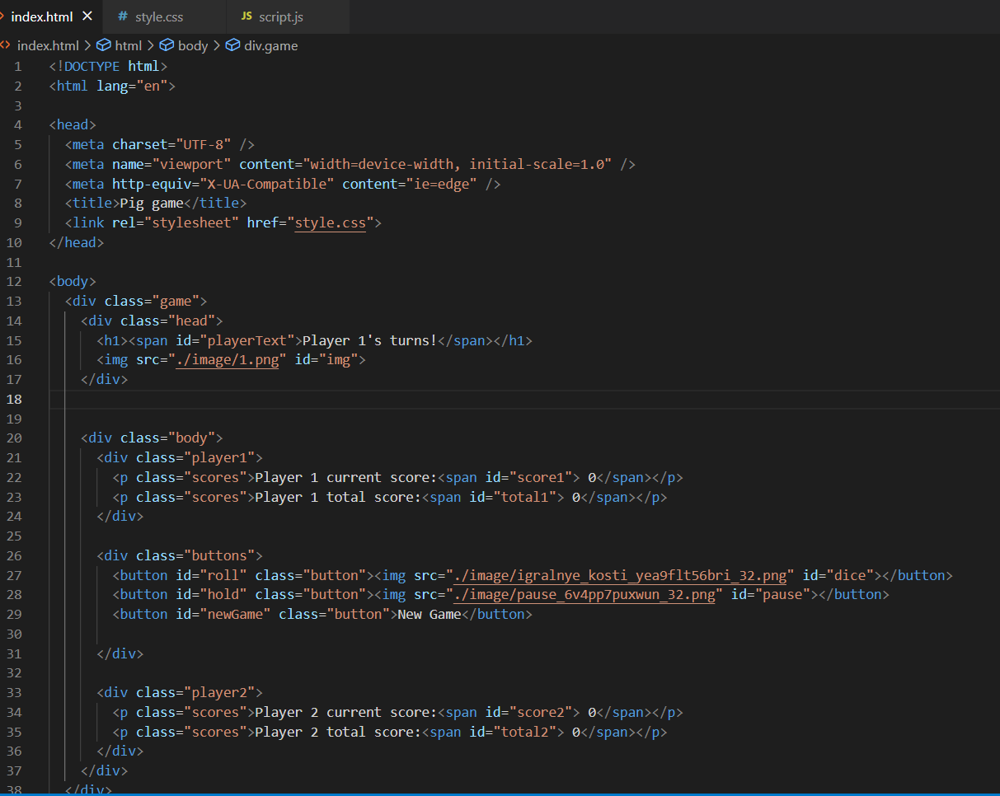 index.html
# style.css
JS script.js
index.html > html > body > div.game
1 <!DOCTYPE html>
2 <html lang="en">
3
4 <head>
5 <meta charset="UTF-8" />
6 <meta name="viewport" content="width=device-width, initial-scale=1.0" />
7 <meta http-equiv="X-UA-Compatible" content="ie=edge" />
8 <title>Pig game</title>
9 <link rel="stylesheet" href="style.css">
10 </head>
11
12 <body>
13 <div class="game">
14 <div class="head">
15 <h1><span id="playerText">Player 1's turns!</span></h1>
16 <img src="./image/1.png" id="img">
17 </div>
18
19
20 <div class="body">
21 <div class="player1">
22 <p class="scores">Player 1 current score:<span id="score1"> 0</span></p>
23 <p class="scores">Player 1 total score:<span id="total1"> 0</span></p>
24 </div>
25
26 <div class="buttons">
27 <button id="roll" class="button"><img src="./image/igralnye_kosti_yea9flt56bri_32.png" id="dice"></button>
28 <button id="hold" class="button"><img src="./image/pause_6v4pp7puxwun_32.png" id="pause"></button>
29 <button id="newGame" class="button">New Game</button>
30
31 </div>
32
33 <div class="player2">
34 <p class="scores">Player 2 current score:<span id="score2"> 0</span></p>
35 <p class="scores">Player 2 total score:<span id="total2"> 0</span></p>
36 </div>
37 </div>
38 </div>